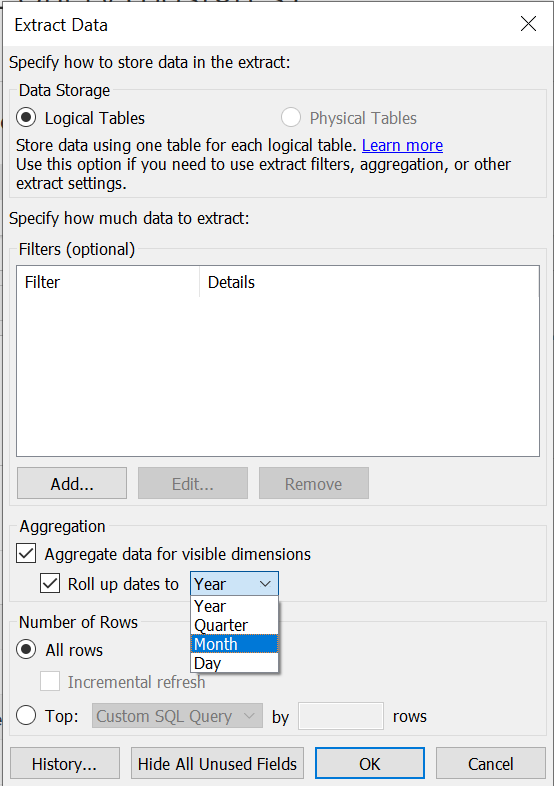 Extract Data
Specify how to store data in the extract:
Data Storage
Logical Tables
Physical Tables
Store data using one table for each logical table. Learn more
Use this option if you need to use extract filters, aggregation, or other
extract settings.
Specify how much data to extract:
Filters (optional)
Filter
Details
Add...
Edit...
Remove
Aggregation
Aggregate data for visible dimensions
Roll up dates to Year
Year
Quarter
Month
Day
Number of Rows
All rows
Incremental refresh
Top: Custom SQL Query by rows
History...
Hide All Unused Fields
OK
Cancel